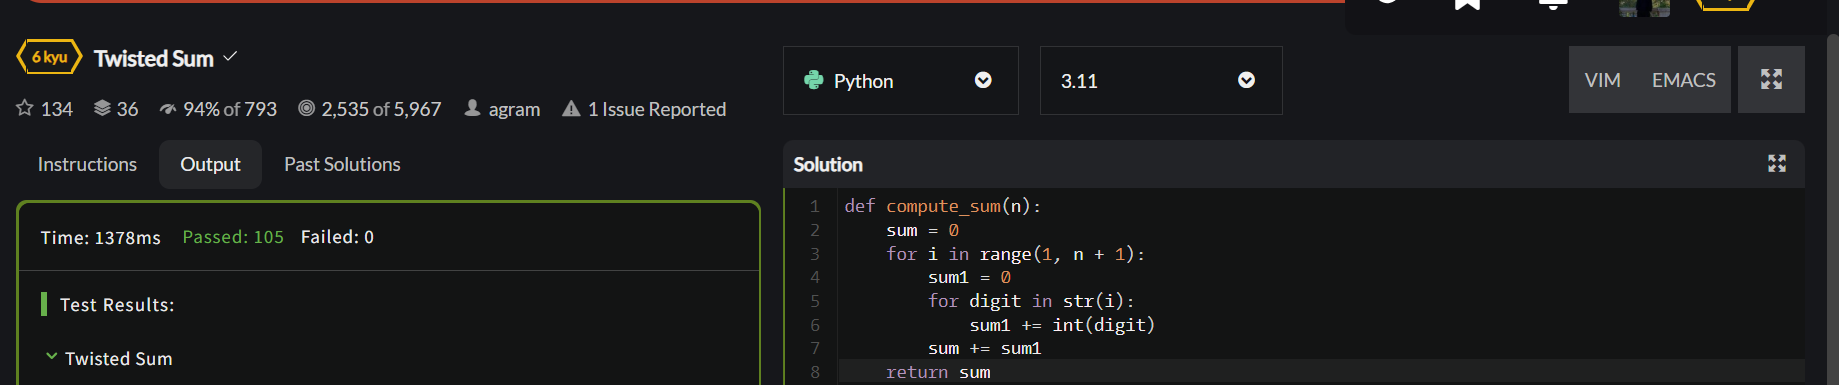 6 kyu Twisted Sum
134 36 94% of 793 2,535 of 5,967 agram 1 Issue Reported
Instructions Output Past Solutions
Time: 1378ms Passed: 105 Failed: 0
Test Results:
Twisted Sum
Python 3.11 VIM EMACS
Solution
1 def compute_sum(n):
2     sum = 0
3     for i in range(1, n + 1):
4         sum1 = 0
5         for digit in str(i):
6             sum1 += int(digit)
7         sum += sum1
8     return sum